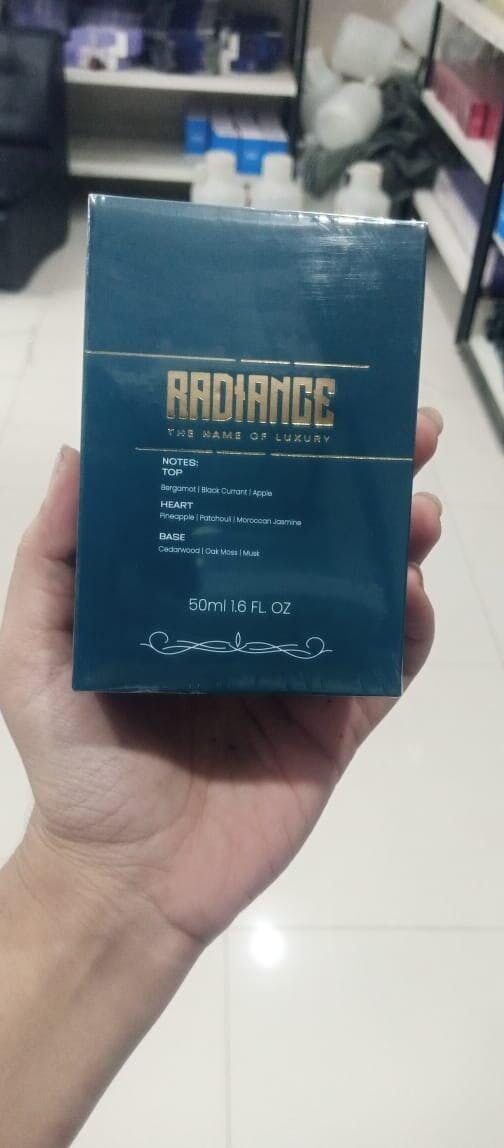 RADIANCE
THE NAME OF LUXURY
NOTES:
TOP
Bergamot | Black Currant | Apple
HEART
Pineapple | Patchouli | Moroccan Jasmine
BASE
Cedarwood | Oak Moss | Musk
50ml 1.6 FL. OZ